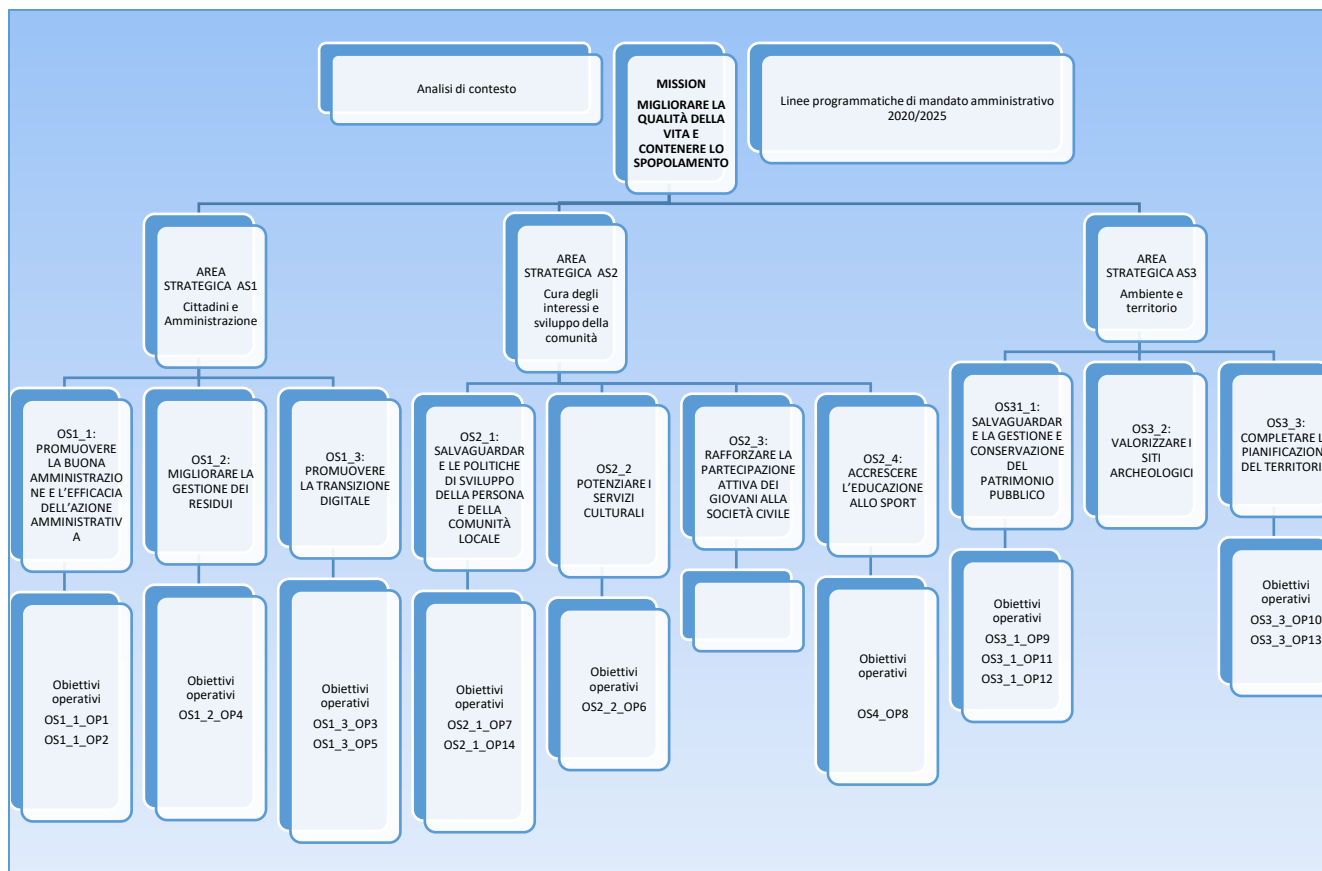 Analisi di contesto
MISSION
MIGLIORARE LA
QUALITÀ DELLA
VITA E
CONTENERE LO
SPOPOLAMENTO
Linee programmatiche di mandato amministrativo
2020/2025
AREA
STRATEGICA AS1
Cittadini e
Amministrazione
AREA
STRATEGICA AS2
Cura degli
interessi e
sviluppo della
comunità
AREA
STRATEGICA AS3
Ambiente e
territorio
OS1_1:
PROMUOVERE
LA BUONA
AMMINISTRAZIO
NE E L'EFFICACIA
DELL'AZIONE
AMMINISTRATIV
A
OS1_2:
MIGLIORARE LA
GESTIONE DEI
RESIDUI
OS1_3:
PROMUOVERE
LA TRANSIZIONE
DIGITALE
OS2_1:
SALVAGUARDAR
E LE POLITICHE
DI SVILUPPO
DELLA PERSONA
E DELLA
COMUNITÀ
LOCALE
OS2_2
POTENZIARE I
SERVIZI
CULTURALI
OS2_3:
RAFFORZARE LA
PARTECIPAZIONE
ATTIVA DEI
GIOVANI ALLA
SOCIETÀ CIVILE
OS2_4:
ACCRESCERE
L'EDUCAZIONE
ALLO SPORT
OS31_1:
SALVAGUARDAR
E LA GESTIONE E
CONSERVAZIONE
DEL
PATRIMONIO
PUBBLICO
OS3_2:
VALORIZZARE I
SITI
ARCHEOLOGICI
OS3_3:
COMPLETARE L
PIANIFICAZION
DEL TERRITORI
Obiettivi
operativi
OS1_1_OP1
OS1_1_OP2
Obiettivi
operativi
OS1_2_OP4
Obiettivi
operativi
OS1_3_OP3
OS1_3_OP5
Obiettivi
operativi
OS2_1_OP7
OS2_1_OP14
Obiettivi
operativi
OS2_2_OP6
Obiettivi
operativi
OS4_OP8
Obiettivi
operativi
OS3_1_OP9
OS3_1_OP11
OS3_1_OP12
Obiettivi
operativi
OS3_3_OP10
OS3_3_OP13